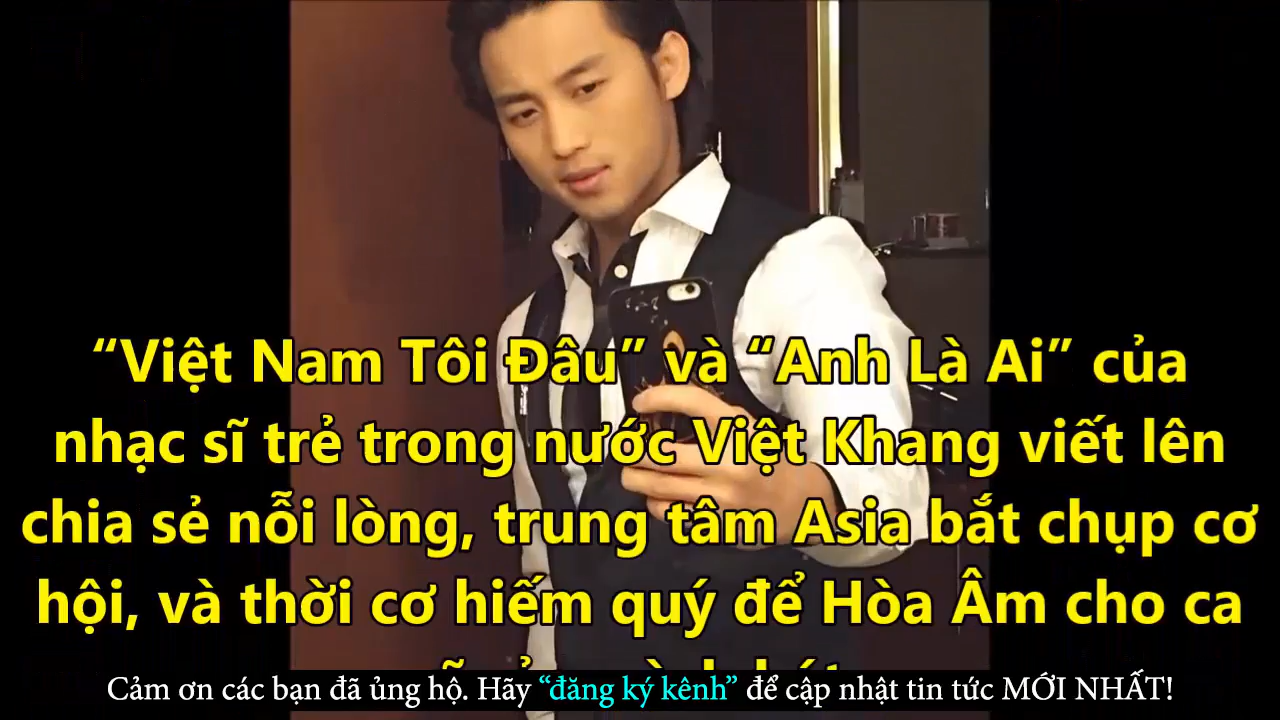 “Việt Nam Tôi Đâu” và “Anh Là Ai” của
nhạc sĩ trẻ trong nước Việt Khang viết lên
chia sẻ nỗi lòng, trung tâm Asia bắt chụp cơ
hội, và thời cơ hiếm quý để Hòa Âm cho ca
Cảm ơn các bạn đã ủng hộ. Hãy “đăng ký kênh” để cập nhật tin tức MỚI NHẤT!